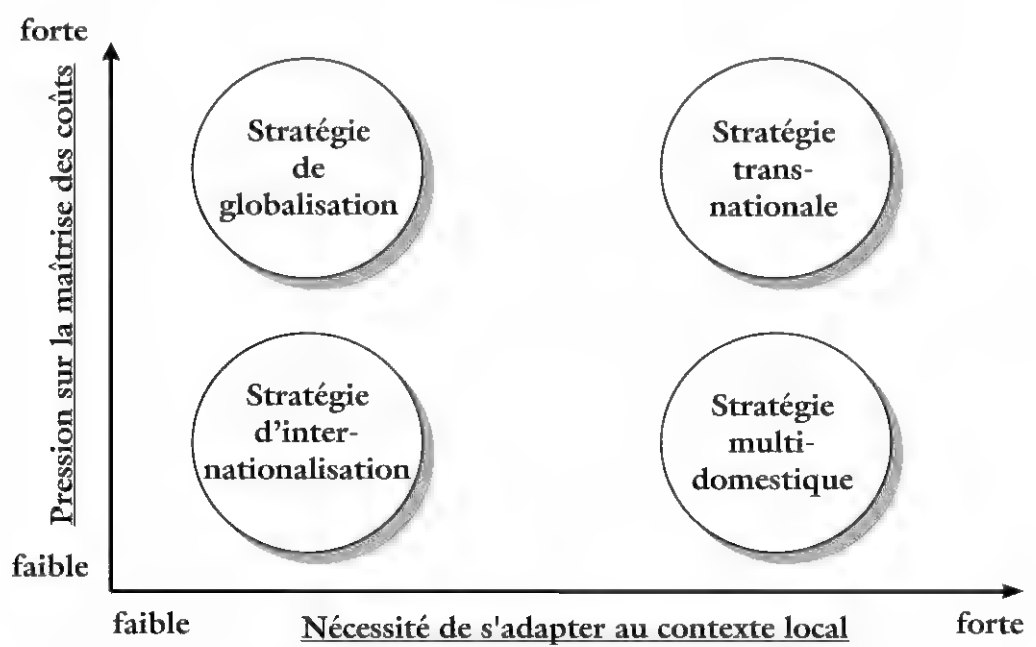 forte
Pression sur la maîtrise des coûts
Stratégie
de
globalisation
Stratégie
trans-
nationale
Stratégie
d'inter-
nationalisation
Stratégie
multi-
domestique
faible
faible
Nécessité de s'adapter au contexte local
forte